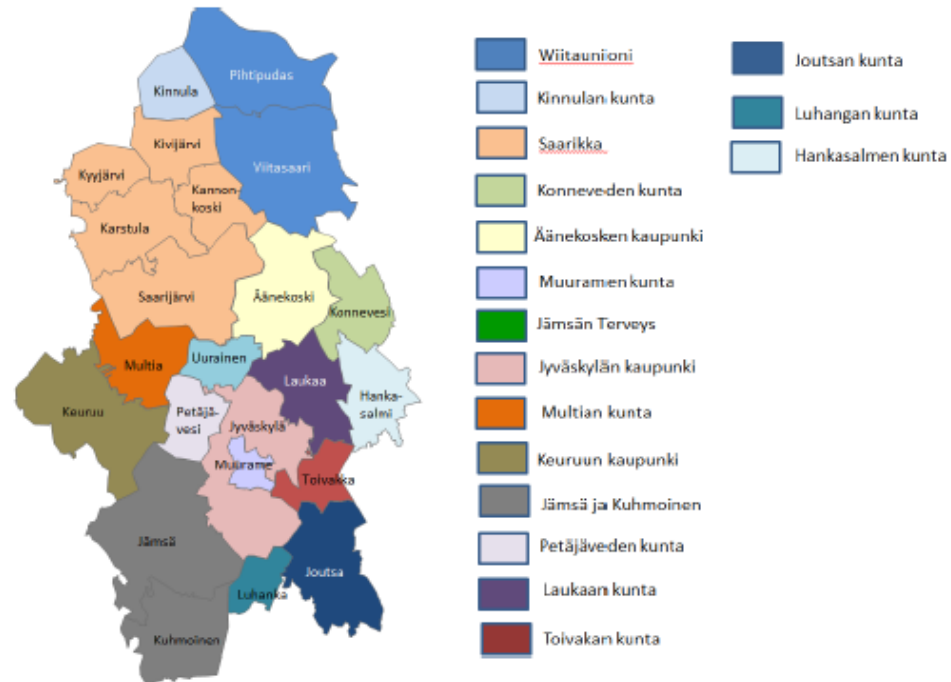 Pihtipudas
Kinnula
Kivijärvi
Viitasaari
Kyyjärvi
Kannon-
koski
Karstula
Saarijärvi
Äänekoski
Konnevesi
Multia
Uurainen
Laukaa
Hanka-
salmi
Keuruu
Petäjä-
vesi
Jyväskylä
Muurame
Toivakka
Jämsä
Joutsa
Luhanka
Kuhmoinen
Wiitaunioni
Kinnulan kunta
Saarikka
Konneveden kunta
Äänekosken kaupunki
Muuramen kunta
Jämsän Terveys
Jyväskylän kaupunki
Multian kunta
Keuruun kaupunki
Jämsä ja Kuhmoinen
Petäjäveden kunta
Laukaan kunta
Toivakan kunta
Joutsan kunta
Luhangan kunta
Hankasalmen kunta